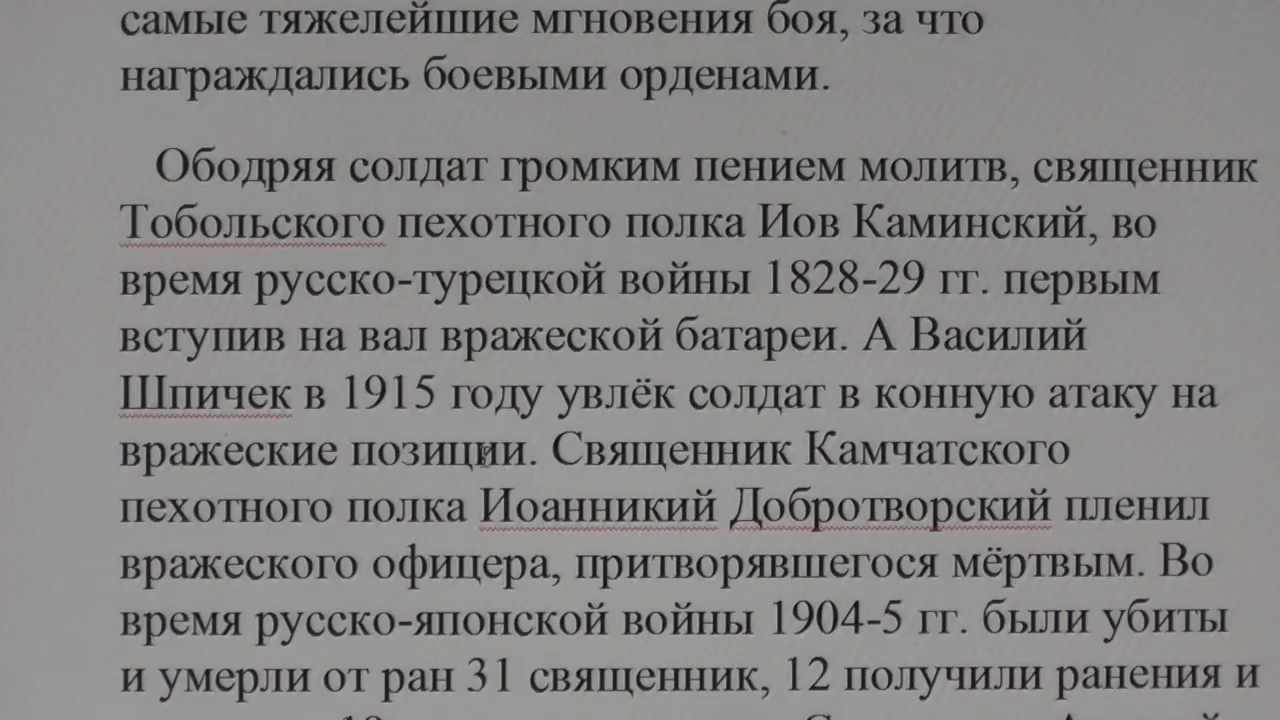 самые тяжелейшие мгновения боя, за что
награждались боевыми орденами.
Ободряя солдат громким пением молитв, священник
Тобольского пехотного полка Иов Каминский, во
время русско-турецкой войны 1828-29 гг. первым
вступив на вал вражеской батареи. А Василий
Шпичек в 1915 году увлёк солдат в конную атаку на
вражеские позиции. Священник Камчатского
пехотного полка Иоанникий Добротворский пленил
вражеского офицера, притворявшегося мёртвым. Во
время русско-японской войны 1904-5 гг. были убиты
и умерли от ран 31 священник, 12 получили ранения и